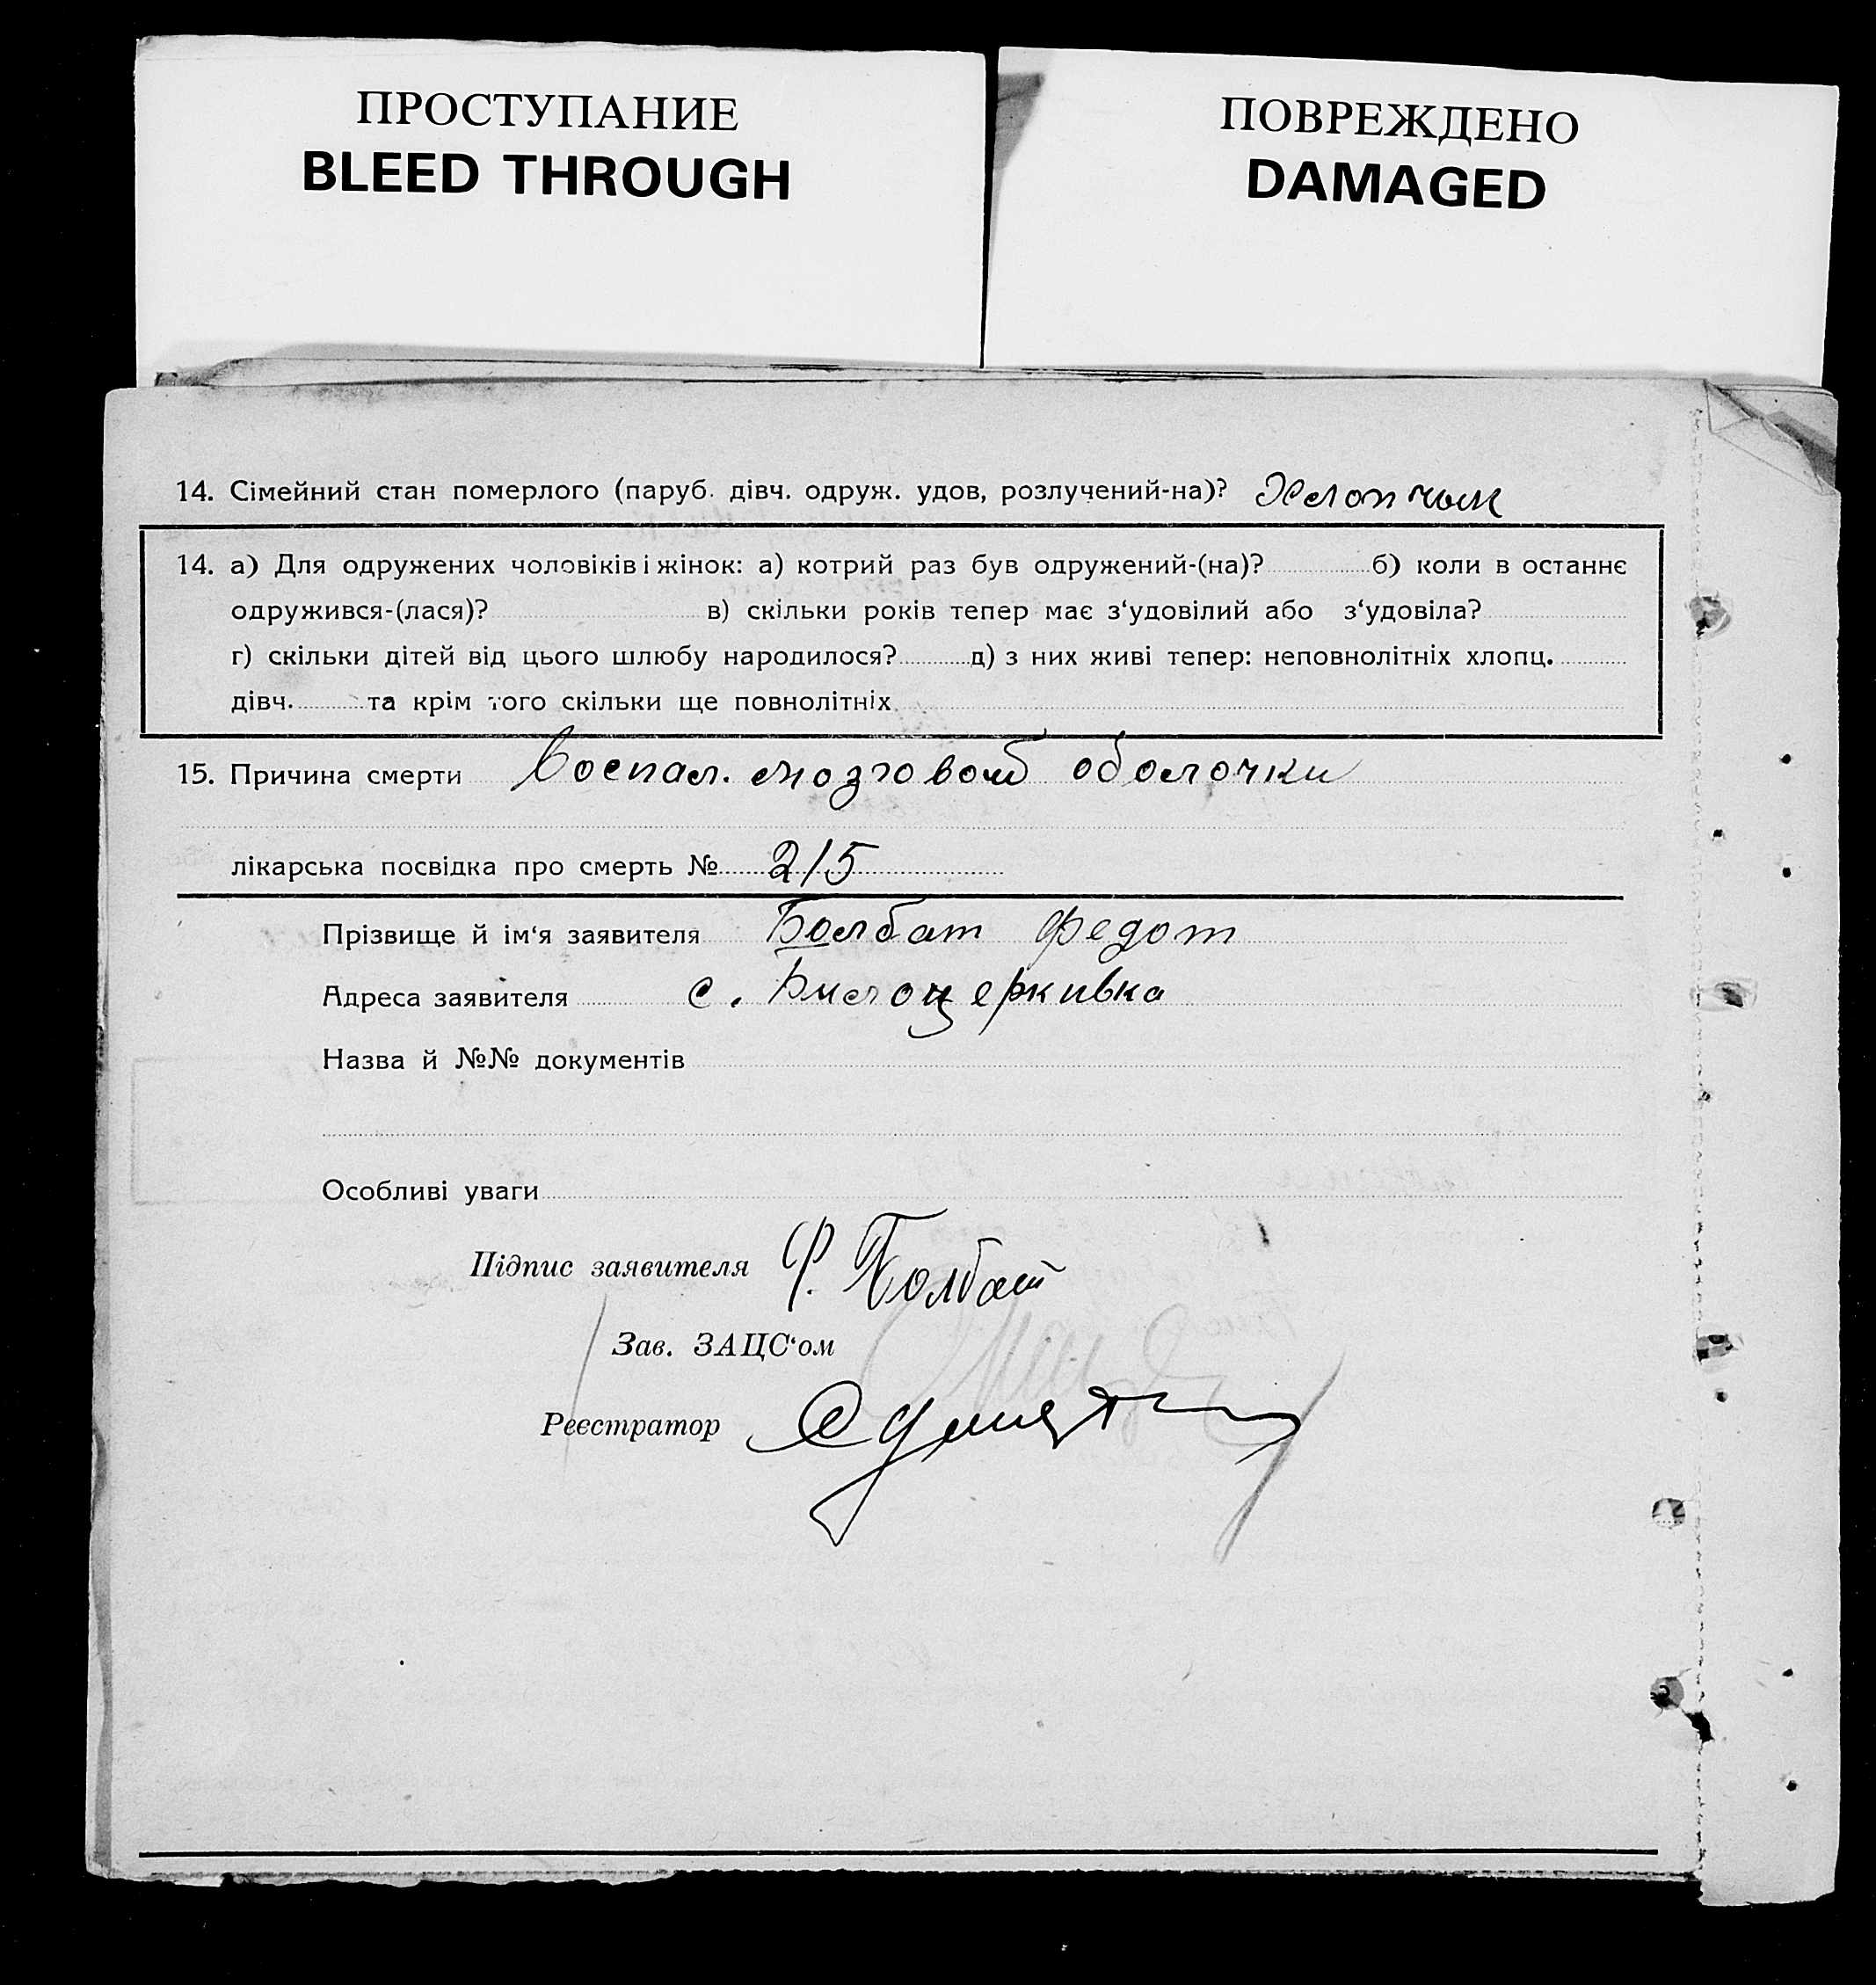 ПРОСТУПАНИЕ
BLEED THROUGH
ПОВРЕЖДЕНО
DAMAGED
14. Сімейний стан померлого (паруб. дівч. одруж. удов, розлучений-на)? Хлопчик
14. а) Для одружених чоловіків і жінок: а) котрий раз був одружений-(на)? б) коли в останнє
одружився-(лася)? в) скільки років тепер має з‘удовілий або з‘удовіла?
г) скільки дітей від цього шлюбу народилося? д) з них живі тепер: неповнолітніх хлопц.
дівч. та крім того скільки ще повнолітніх
15. Причина смерти Воспал. мозговой оболочки
лікарська посвідка про смерть № 215
Прізвище й ім‘я заявителя Болбат Федот
Адреса заявителя с. Билоцеркивка
Назва й №№ документів
Особливі уваги
Підпис заявителя Ф. Болбат
Зав. ЗАЦС‘ом
Реєстратор